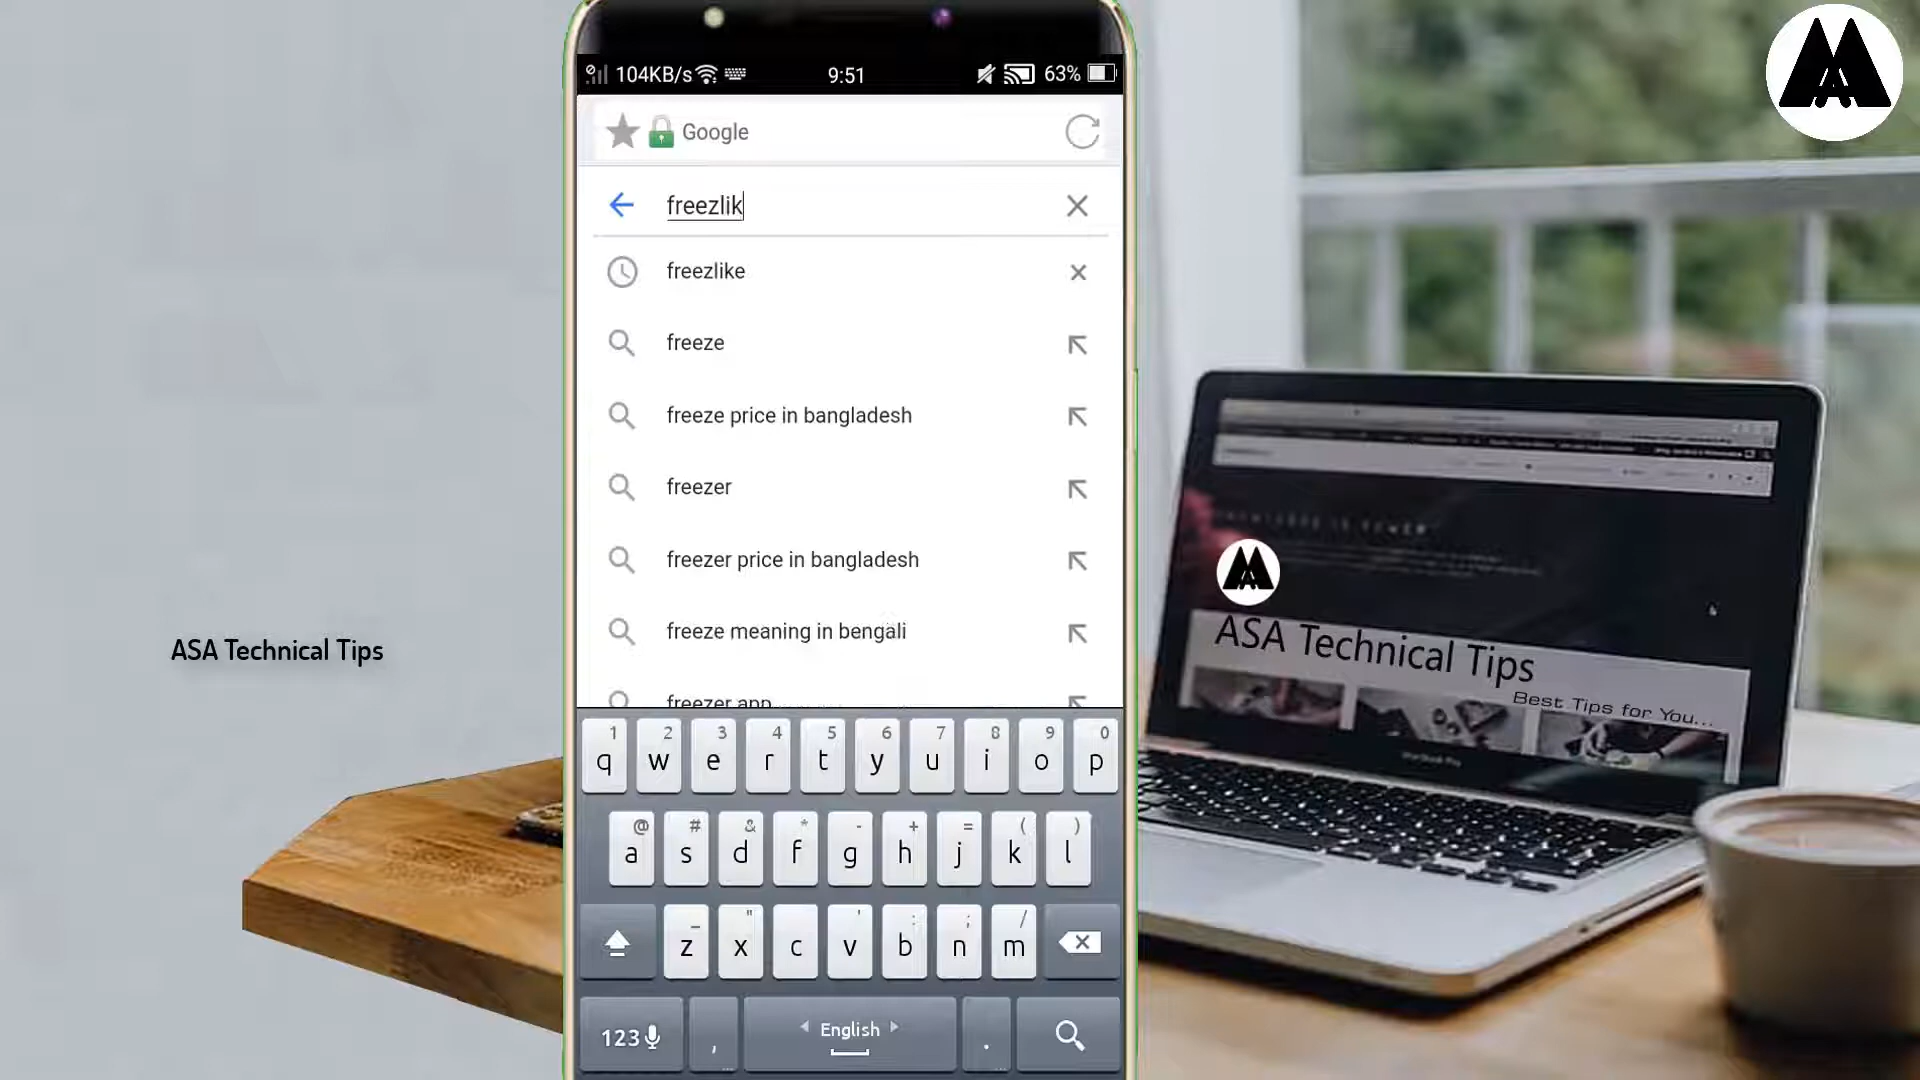 104KB/s
9:51
63%
Google
freezlik
freezlike
freeze
freeze price in bangladesh
freezer
freezer price in bangladesh
freeze meaning in bengali
freezer app
1 2 3 4 5 6 7 8 9 0
q w e r t y u i o p
@ # & * - + = ( )
a s d f g h j k l
_ " ' : ; /
z x c v b n m
123 , English .
ASA Technical Tips
ASA Technical Tips
Best Tips for You...
MacBook Pro